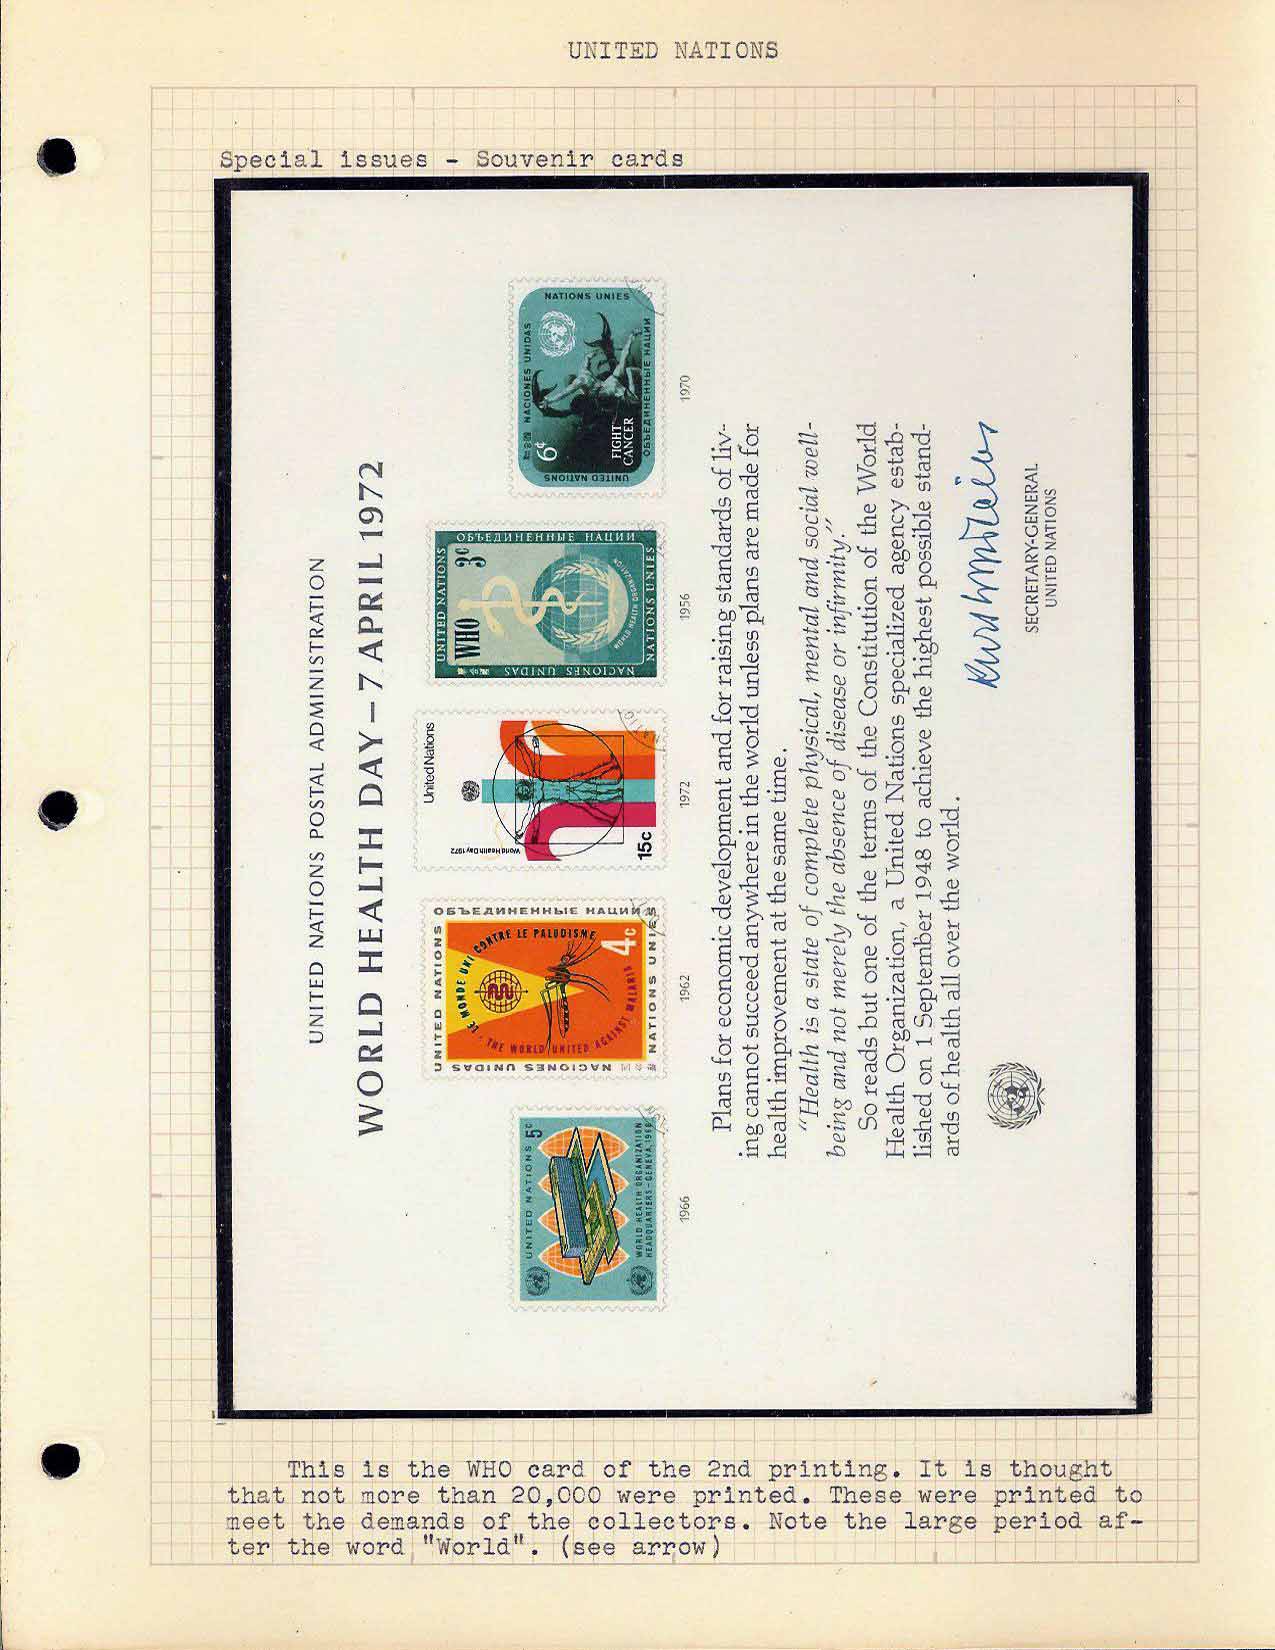 UNITED NATIONS
Special issues - Souvenir cards
UNITED NATIONS POSTAL ADMINISTRATION
WORLD HEALTH DAY – 7 APRIL 1972
UNITED NATIONS 5c
WORLD HEALTH ORGANIZATION
HEADQUARTERS–GENEVA, 1966
1966
ОБЪЕДИНЕННЫЕ НАЦИИ
UNITED NATIONS
LE MONDE UNI CONTRE LE PALUDISME
4c
THE WORLD UNITED AGAINST MALARIA
NACIONES UNIDAS
NATIONS UNIES
1962
United Nations
World Health Day 1972
15c
1972
UNITED NATIONS
ОБЪЕДИНЕННЫЕ НАЦИИ
WHO 3c
WORLD HEALTH ORGANIZATION
NACIONES UNIDAS
NATIONS UNIES
1956
NACIONES UNIDAS
NATIONS UNIES
6c
FIGHT
CANCER
UNITED NATIONS
ОБЪЕДИНЕННЫЕ НАЦИИ
1970
Plans for economic development and for raising standards of liv-
ing cannot succeed anywhere in the world unless plans are made for
health improvement at the same time.
"Health is a state of complete physical, mental and social well-
being and not merely the absence of disease or infirmity."
So reads but one of the terms of the Constitution of the World
Health Organization, a United Nations specialized agency estab-
lished on 1 September 1948 to achieve the highest possible stand-
ards of health all over the world.
SECRETARY-GENERAL
UNITED NATIONS
This is the WHO card of the 2nd printing. It is thought
that not more than 20,000 were printed. These were printed to
meet the demands of the collectors. Note the large period af-
ter the word "World". (see arrow)